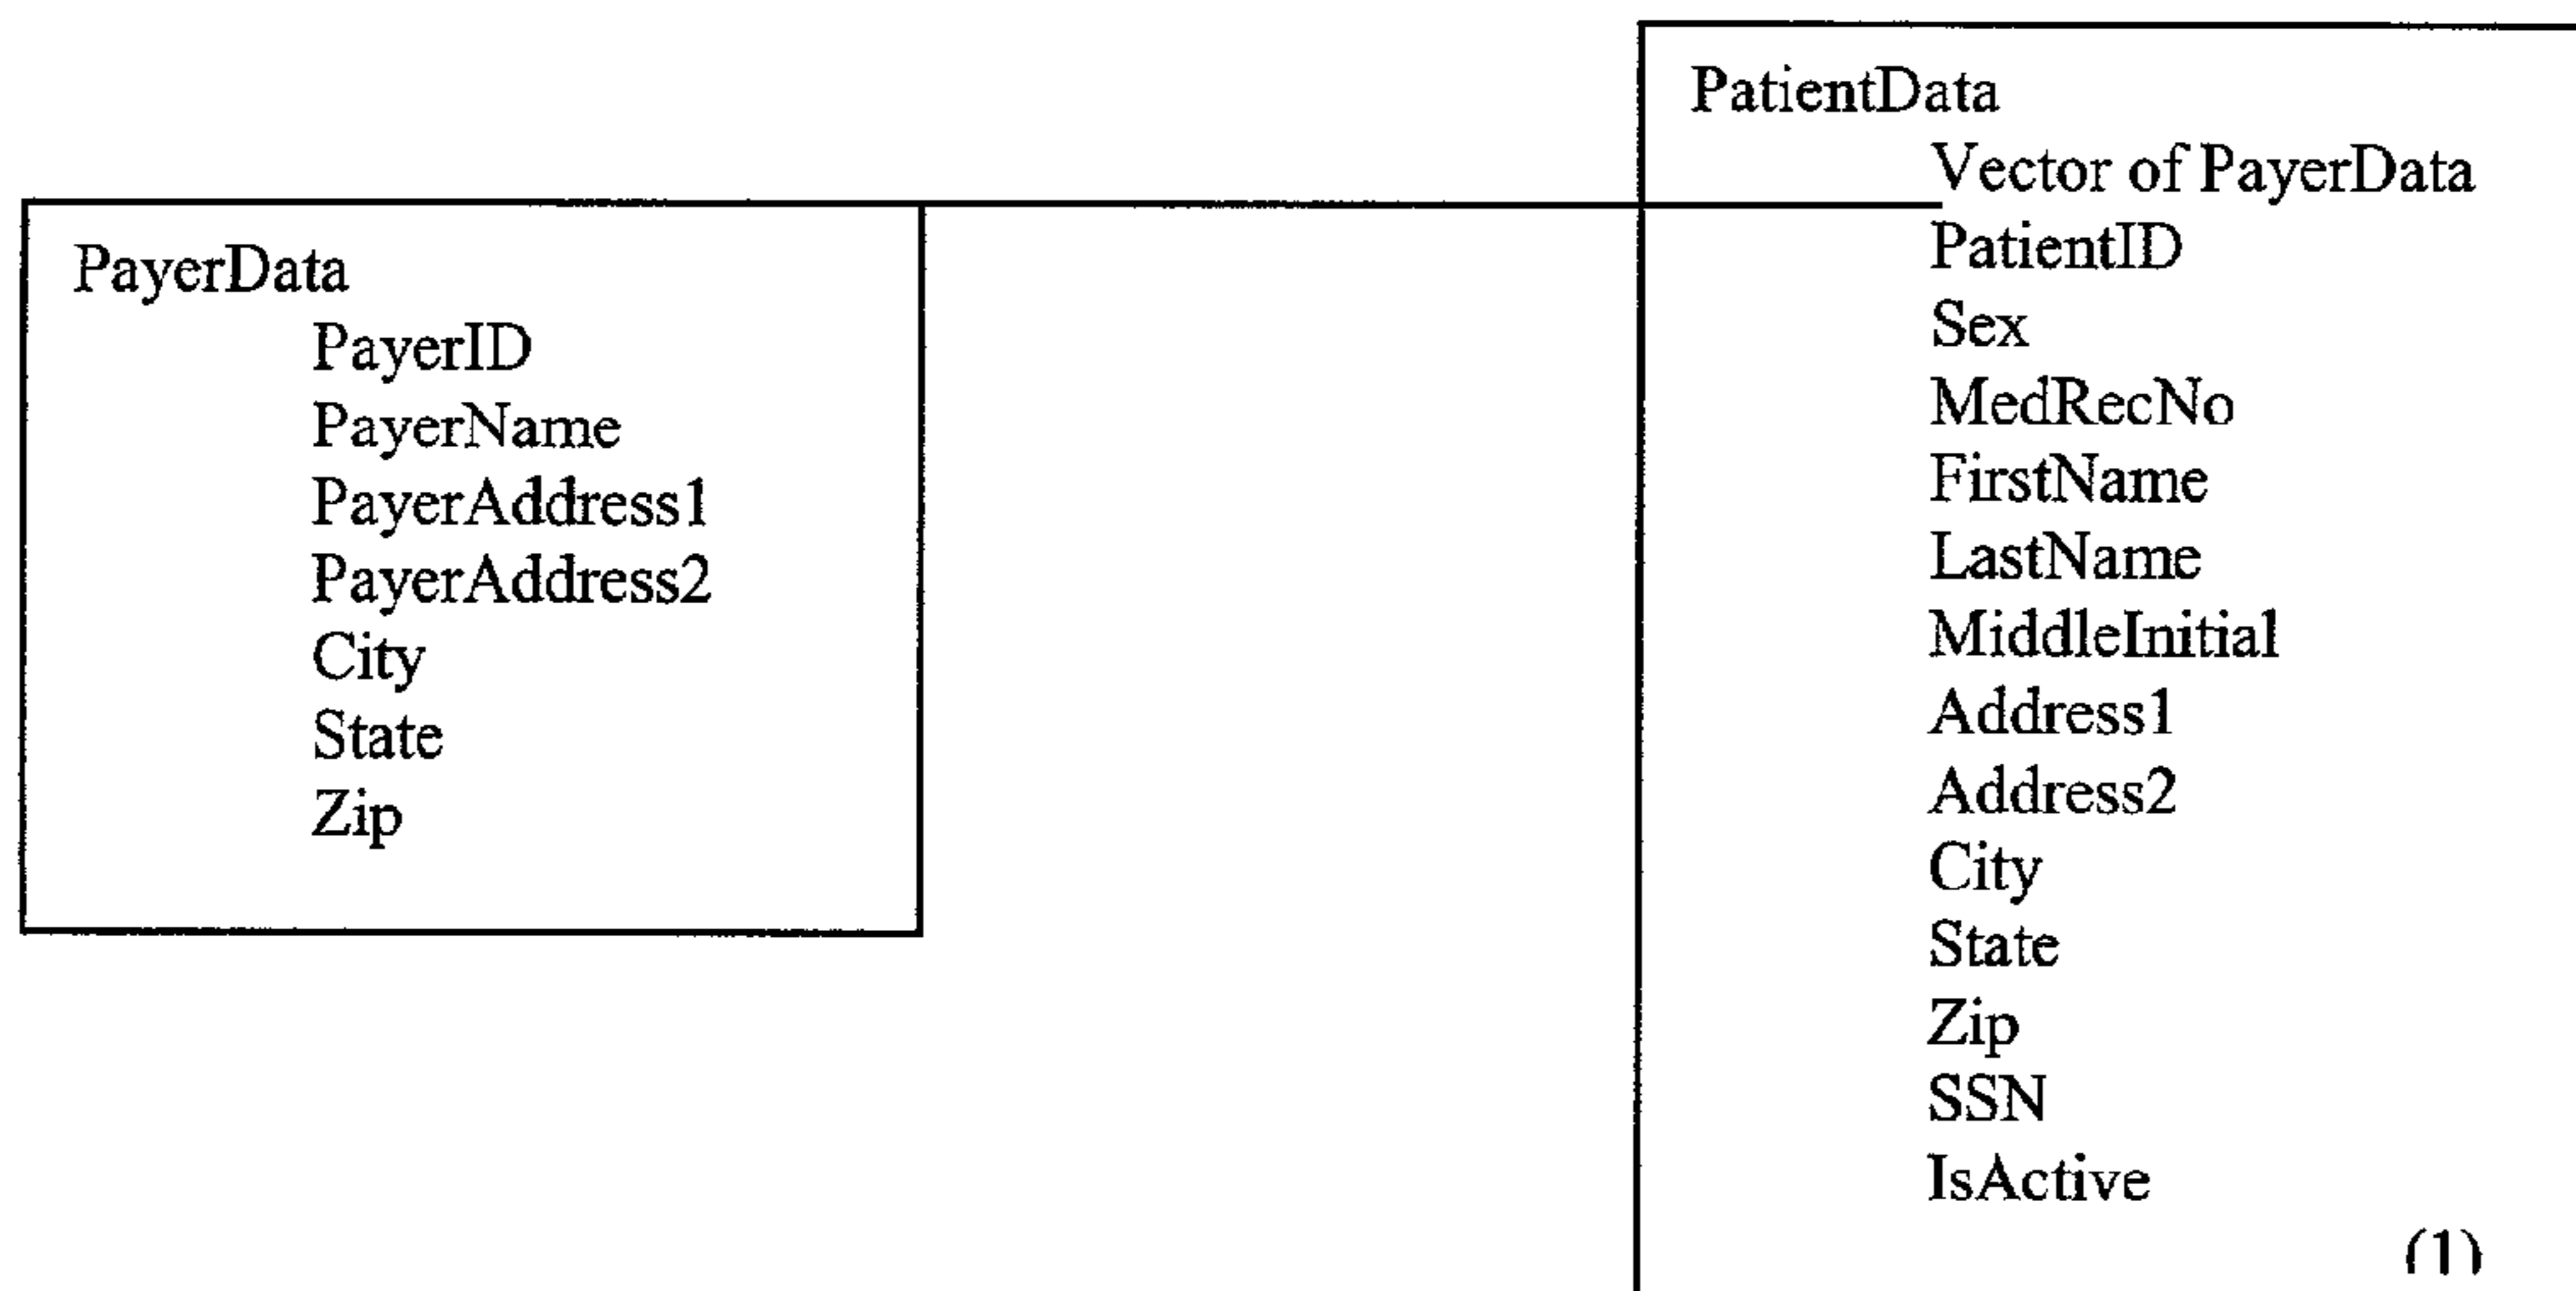 PayerData
PayerID
PayerName
PayerAddress1
PayerAddress2
City
State
Zip
PatientData
Vector of PayerData
PatientID
Sex
MedRecNo
FirstName
LastName
MiddleInitial
Address1
Address2
City
State
Zip
SSN
IsActive
(1)